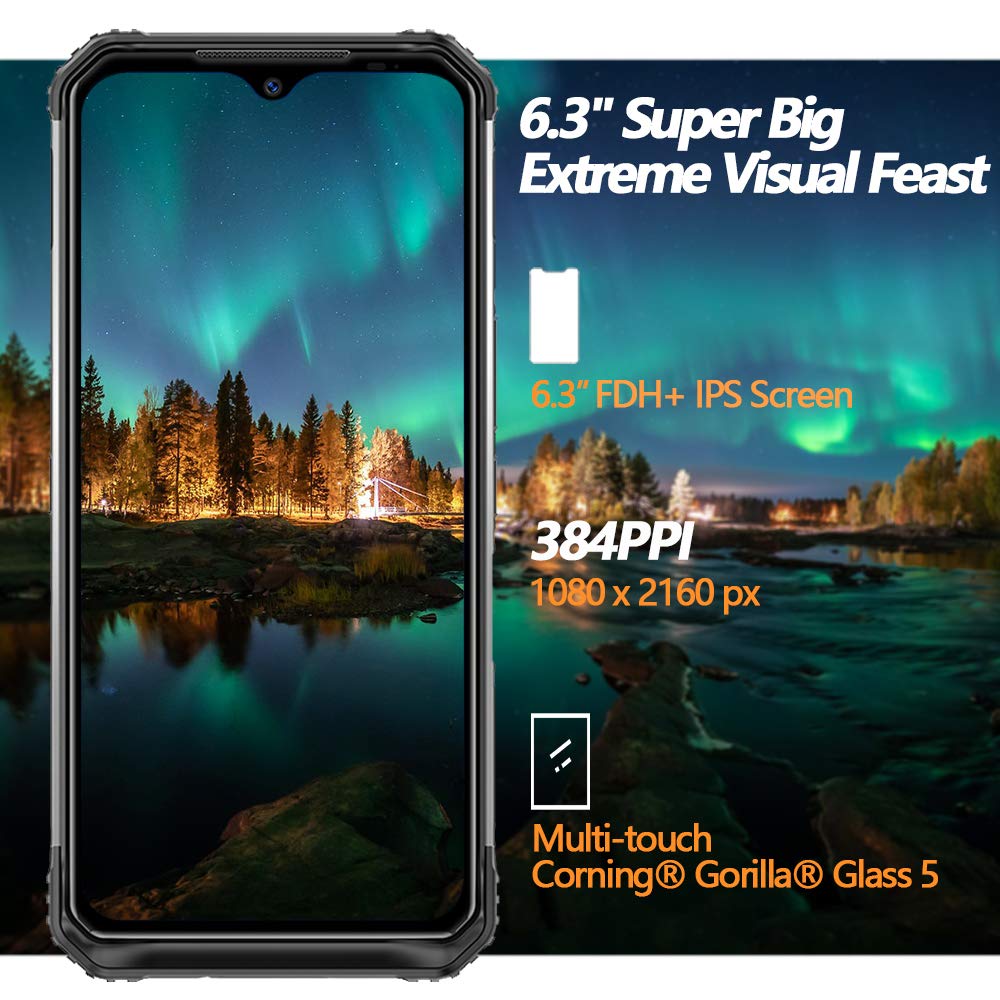 6.3" Super Big
Extreme Visual Feast
6.3" FDH+ IPS Screen
384PPI
1080 x 2160 px
Multi-touch
Corning® Gorilla® Glass 5